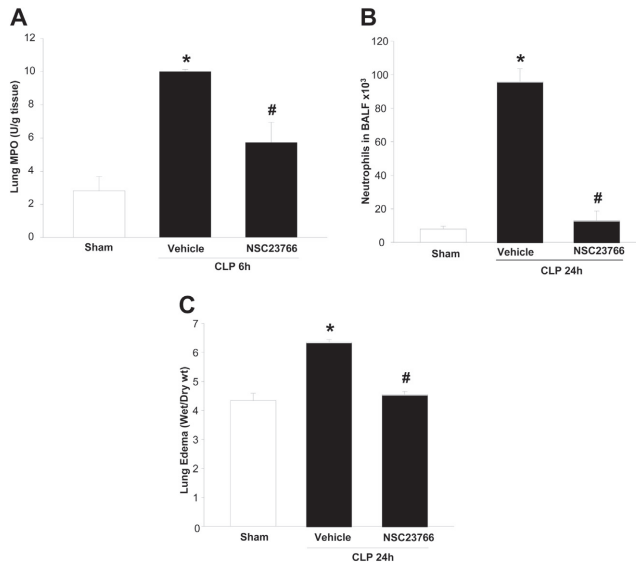 A
Lung MPO (U/g tissue)
12
10
8
6
4
2
0
*
#
Sham
Vehicle
NSC23766
CLP 6h
B
Neutrophils in BALF x10³
120
100
80
60
40
20
0
*
#
Sham
Vehicle
NSC23766
CLP 24h
C
Lung Edema (Wet/Dry wt)
7
6
5
4
3
2
1
0
*
#
Sham
Vehicle
NSC23766
CLP 24h